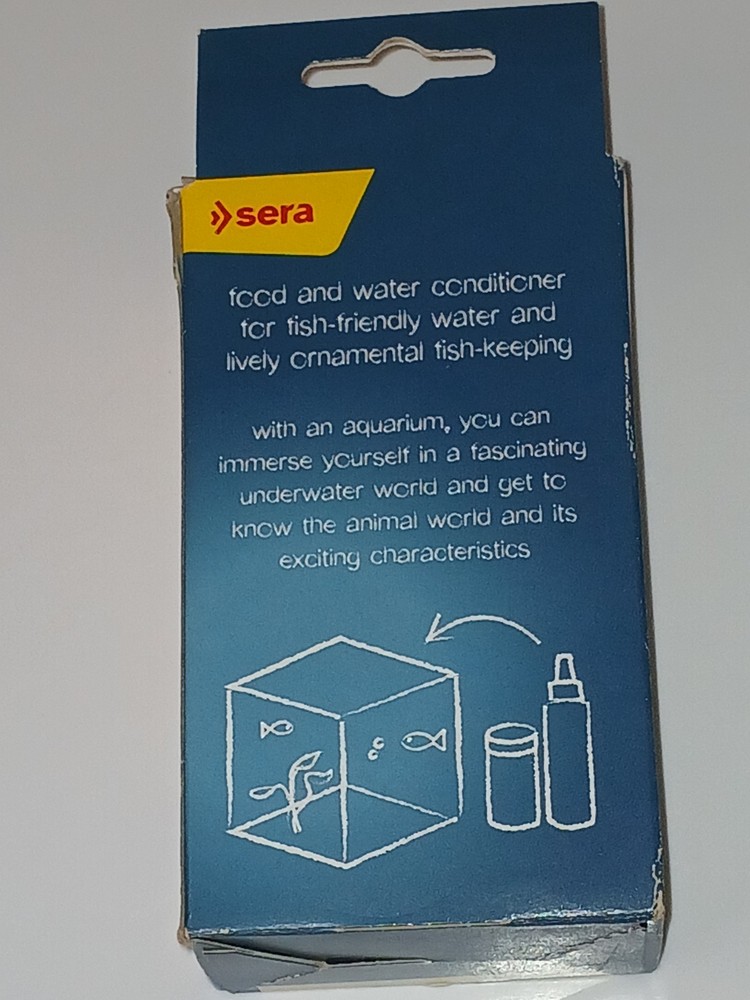 sera
food and water conditioner
for fish-friendly water and
lively ornamental fish-keeping
with an aquarium, you can
immerse yourself in a fascinating
underwater world and get to
know the animal world and its
exciting characteristics